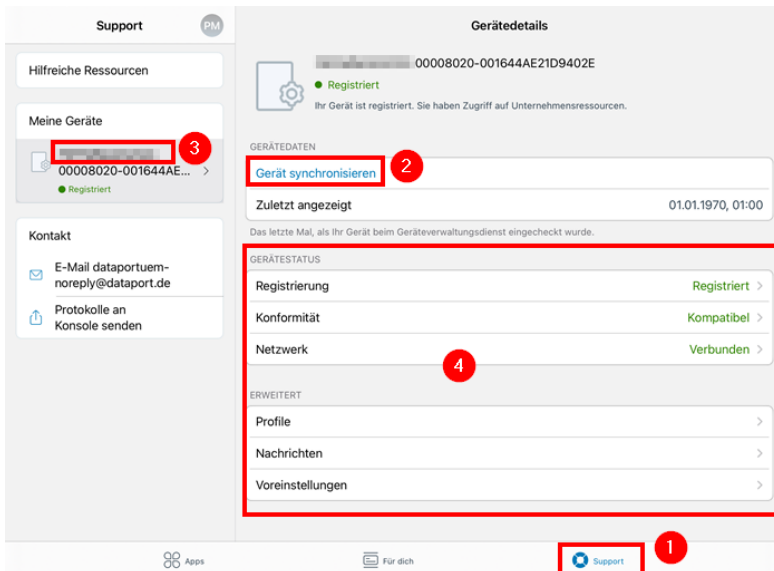 Support
PM
Hilfreiche Ressourcen
Meine Geräte
3
00008020-001644AE...
Registriert
Kontakt
E-Mail dataportuem-
noreply@dataport.de
Protokolle an
Konsole senden
Gerätedetails
00008020-001644AE21D9402E
Registriert
Ihr Gerät ist registriert. Sie haben Zugriff auf Unternehmensressourcen.
GERÄTEDATEN
Gerät synchronisieren
2
Zuletzt angezeigt 01.01.1970, 01:00
Das letzte Mal, als Ihr Gerät beim Geräteverwaltungsdienst eingecheckt wurde.
GERÄTESTATUS
Registrierung Registriert
Konformität Kompatibel
Netzwerk Verbunden
4
ERWEITERT
Profile
Nachrichten
Voreinstellungen
1
Apps Für dich Support